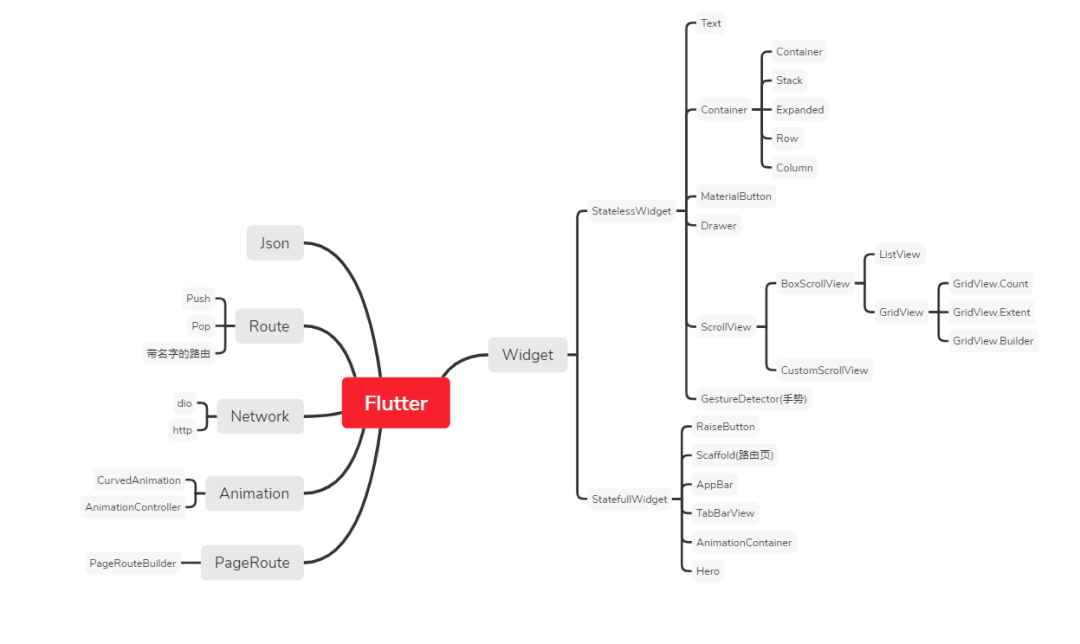 Flutter
Json
Route
Push
Pop
带名字的路由
Network
dio
http
Animation
CurvedAnimation
AnimationController
PageRoute
PageRouteBuilder
Widget
StatelessWidget
Text
Container
Container
Stack
Expanded
Row
Column
MaterialButton
Drawer
ScrollView
BoxScrollView
ListView
GridView
GridView.Count
GridView.Extent
GridView.Builder
CustomScrollView
GestureDetector(手势)
StatefullWidget
RaiseButton
Scaffold(路由页)
AppBar
TabBarView
AnimationContainer
Hero